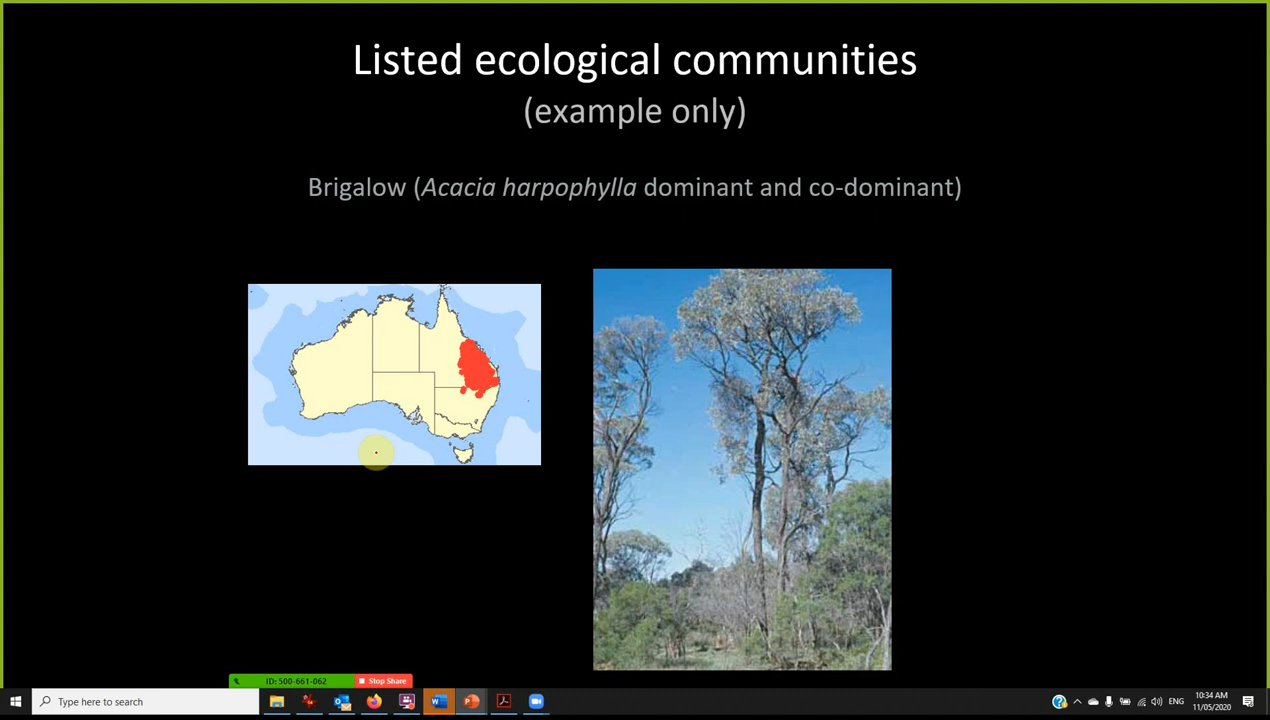 Listed ecological communities
(example only)
Brigalow (Acacia harpophylla dominant and co-dominant)
ID: 500-661-062
Stop Share
Type here to search
ENG
10:34 AM
11/05/2020